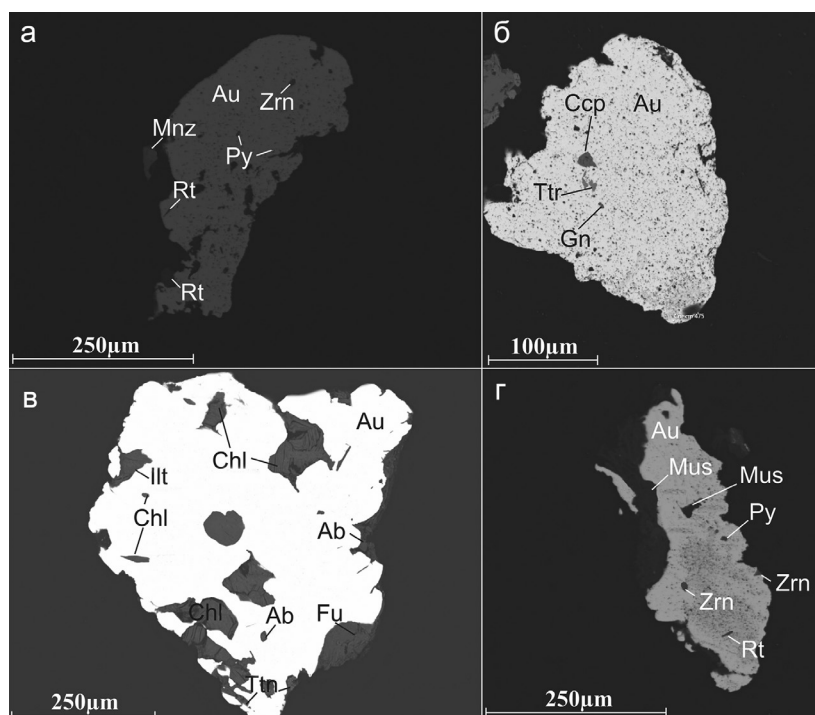 а
Au
Zrn
Mnz
Py
Rt
Rt
250µm
б
Ccp
Au
Ttr
Gn
100µm
в
Au
Chl
Ilt
Chl
Ab
Chl
Ab
Fu
Ttn
250µm
г
Au
Mus
Mus
Py
Zrn
Zrn
Rt
250µm